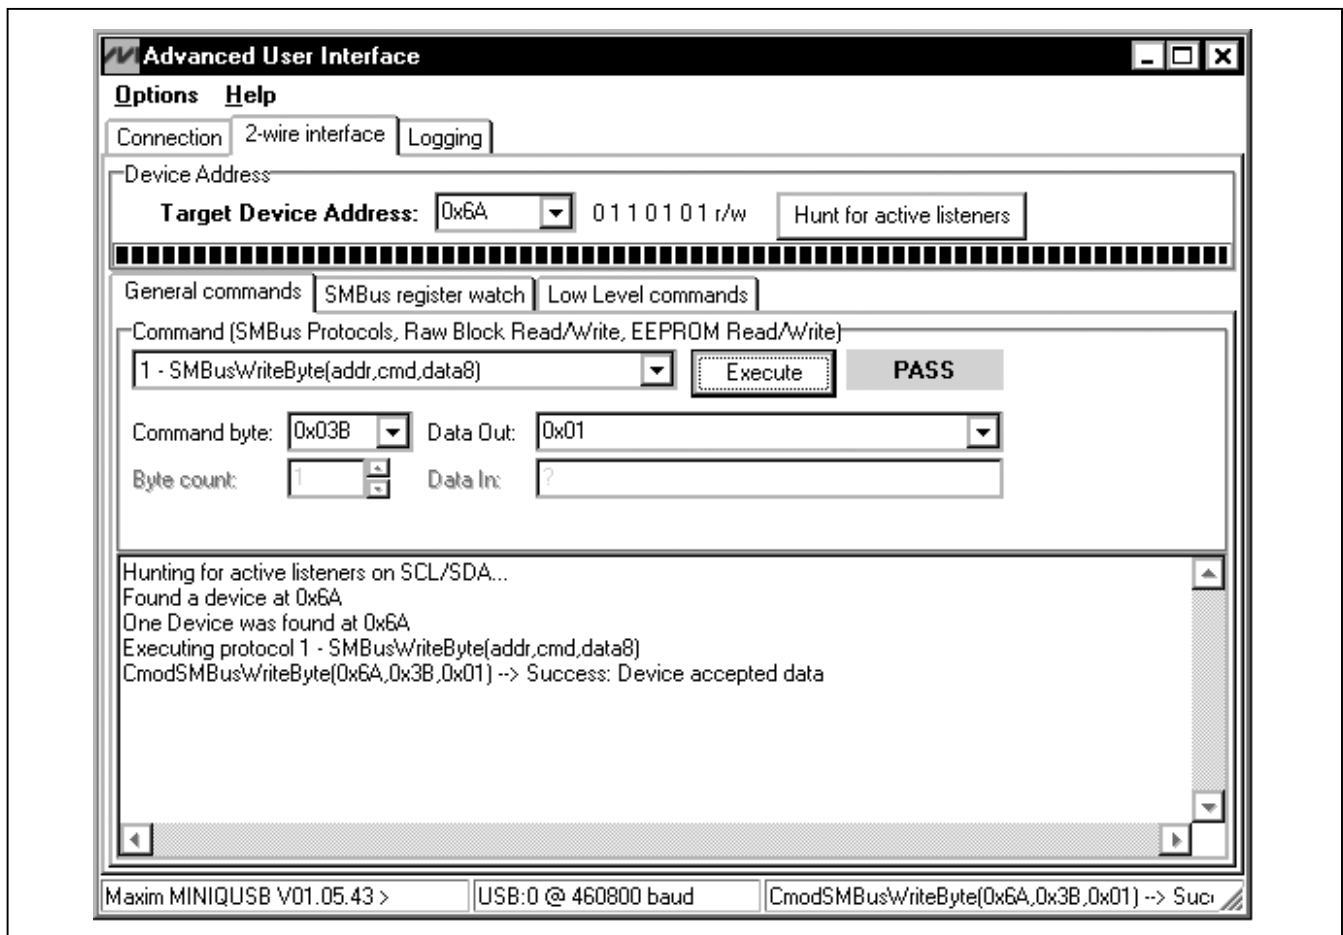 Advanced User Interface
Options Help
Connection 2-wire interface Logging
Device Address
Target Device Address: 0x6A 0 1 1 0 1 0 1 r/w Hunt for active listeners
General commands SMBus register watch Low Level commands
Command (SMBus Protocols, Raw Block Read/Write, EEPROM Read/Write)
1 - SMBusWriteByte(addr,cmd,data8) Execute PASS
Command byte: 0x03B Data Out: 0x01
Byte count: 1 Data In: ?
Hunting for active listeners on SCL/SDA...
Found a device at 0x6A
One Device was found at 0x6A
Executing protocol 1 - SMBusWriteByte(addr,cmd,data8)
CmodSMBusWriteByte(0x6A,0x3B,0x01) --> Success: Device accepted data
Maxim MINIQUSB V01.05.43 > USB:0 @ 460800 baud CmodSMBusWriteByte(0x6A,0x3B,0x01) --> Succ